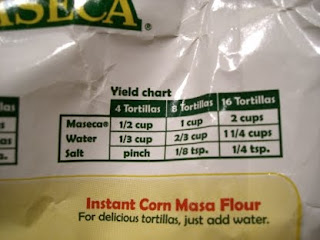 ASECA®
Yield chart
4 Tortillas 8 Tortillas 16 Tortillas
Maseca® 1/2 cup 1 cup 2 cups
Water 1/3 cup 2/3 cup 1 1/4 cups
Salt pinch 1/8 tsp. 1/4 tsp.
las
s
.
Instant Corn Masa Flour
For delicious tortillas, just add water.